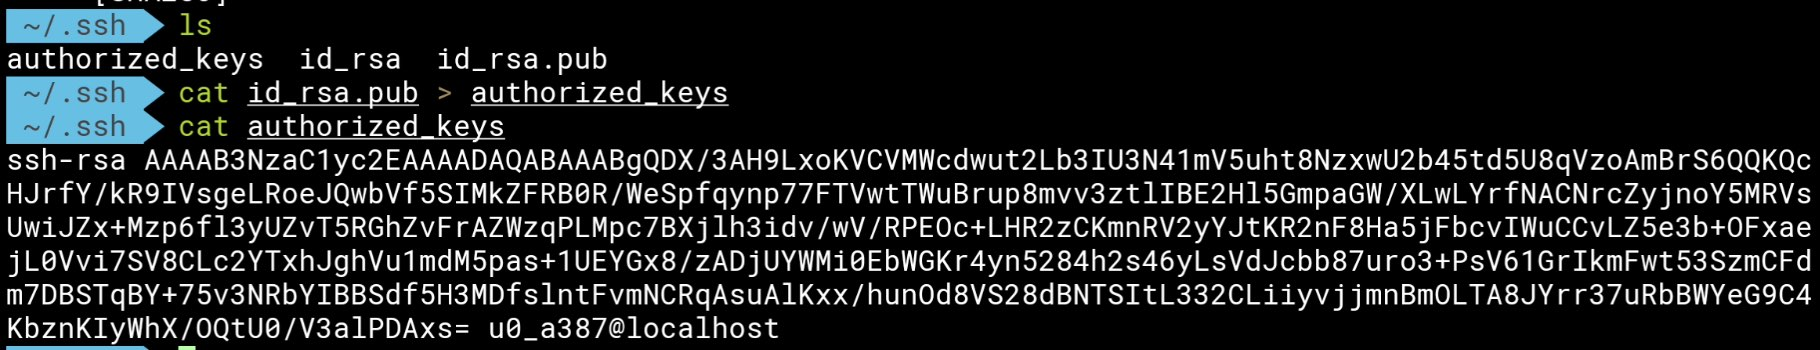 ~/.ssh ls
authorized_keys id_rsa id_rsa.pub
~/.ssh cat id_rsa.pub > authorized_keys
~/.ssh cat authorized_keys
ssh-rsa AAAAB3NzaC1yc2EAAAADAQABAAABgQDX/3AH9LxoKVCVMWcdwut2Lb3IU3N41mV5uht8NzxwU2b45td5U8qVzoAmBrS6QQKQc
HJrfY/kR9IVsgeLRoeJQwbVf5SIMkZFRB0R/WeSpfqynp77FTVwtTWuBrup8mvv3ztlIBE2Hl5GmpaGW/XLwLYrfNACNrcZyjnoY5MRVs
UwiJZx+Mzp6fl3yUZvT5RGhZvFrAZWzqPLMpc7BXjlh3idv/wV/RPEOc+LHR2zCKmnRV2yYJtKR2nF8Ha5jFbcvIWuCCvLZ5e3b+OFxae
jL0Vvi7SV8CLc2YTxhJghVu1mdM5pas+1UEYGx8/zADjUYWMi0EbWGKr4yn5284h2s46yLsVdJcbb87uro3+PsV61GrIkmFwt53SzmCFd
m7DBSTqBY+75v3NRbYIBBSdf5H3MDfslntFvmNCRqAsuAlKxx/hunOd8VS28dBNTSItL332CLiiyvjjmnBmOLTA8JYrr37uRbBWYeG9C4
KbznKIyWhX/OQtU0/V3alPDAxs= u0_a387@localhost